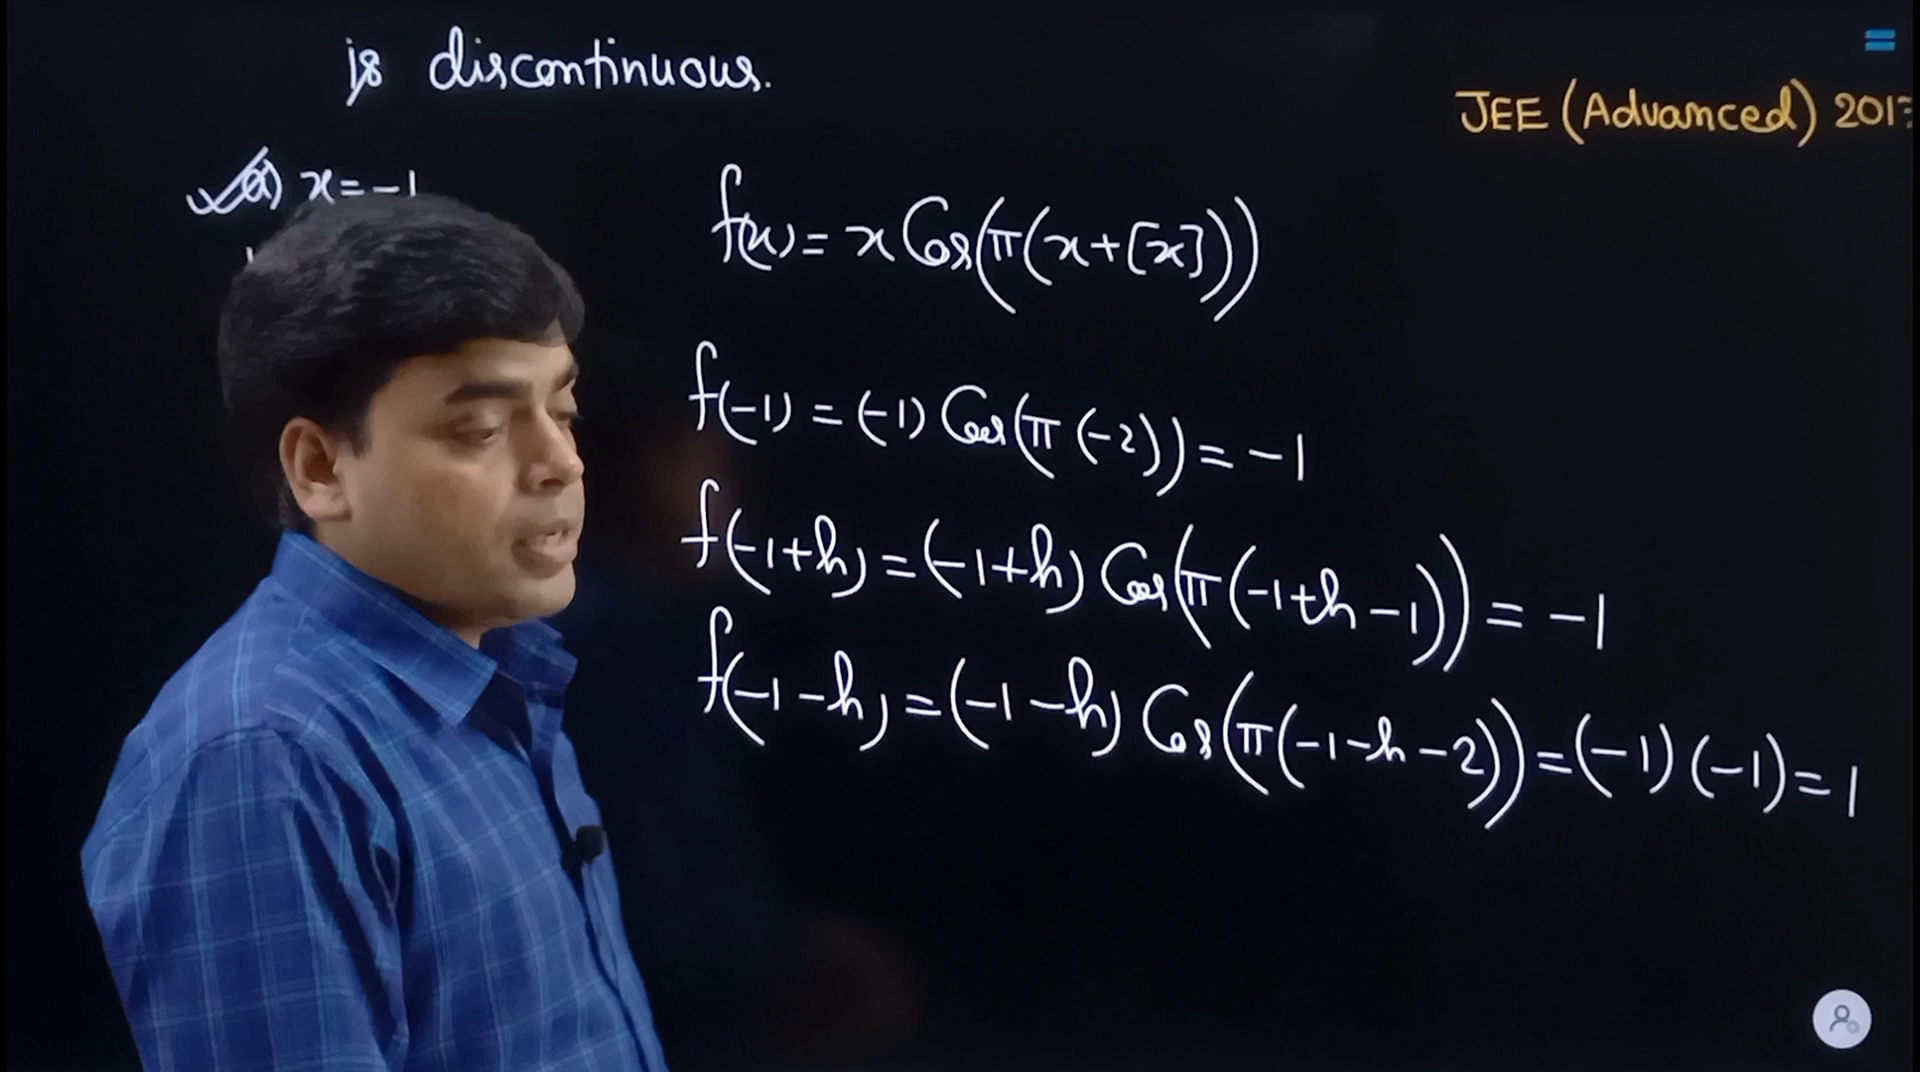 is discontinuous.
JEE (Advanced) 201
a) x = -1
f(x) = x Cos(π(x+[x]))
f(-1) = (-1) Cos(π(-2)) = -1
f(-1+h) = (-1+h) Cos(π(-1+h-1)) = -1
f(-1-h) = (-1-h) Cos(π(-1-h-2)) = (-1)(-1) = 1